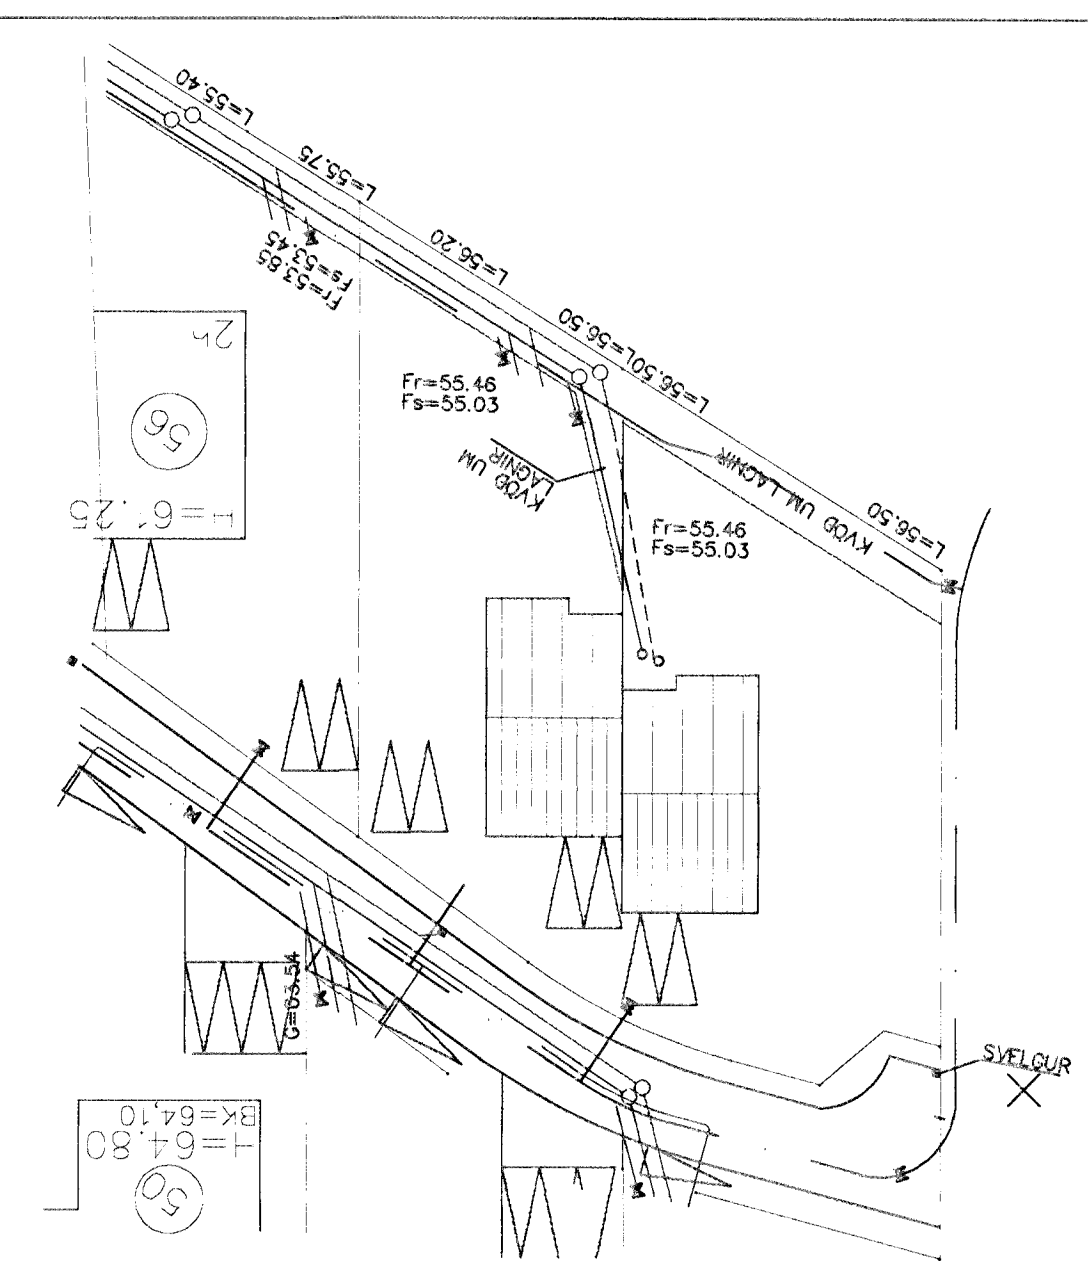 L=55.40
L=55.75
L=56.20
L=56.50
L=56.50
L=56.50
Fr=53.85
Fs=53.45
2h
56
H=61.25
Fr=55.46
Fs=55.03
KVÖÐ UM
LAGNIR
KVÖÐ UM LAGNIR
Fr=55.46
Fs=55.03
G=63.54
SVELGUR
BK=64,10
H=64.80
50